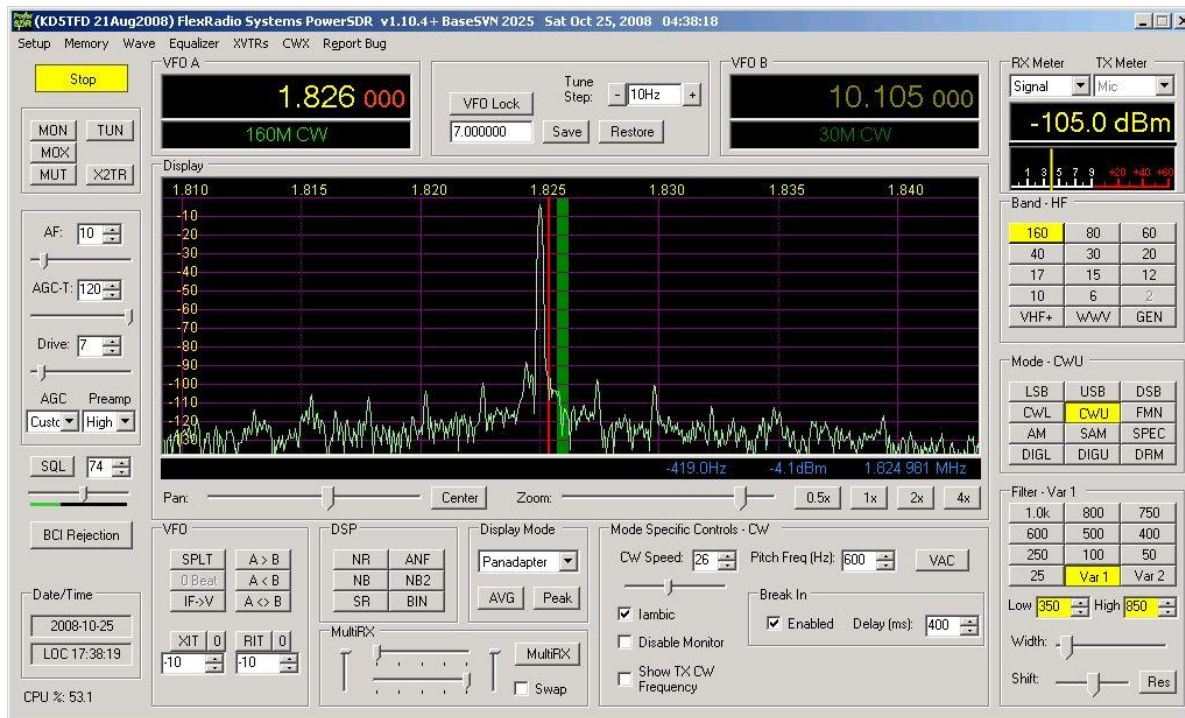 (KD5TFD 21Aug2008) FlexRadio Systems PowerSDR v1.10.4+ BaseSVN 2025 Sat Oct 25, 2008 04:38:18
Setup Memory Wave Equalizer XVTRs CWX Report Bug
Stop
MON TUN
MOX
MUT X2TR
AF: 10
AGC-T: 120
Drive: 7
AGC Preamp
Custc High
SQL 74
BCI Rejection
Date/Time
2008-10-25
LOC 17:38:19
CPU %: 53.1
VFO A
1.826 000
160M CW
VFO Lock
Tune Step: - 10Hz +
7.000000 Save Restore
VFO B
10.105 000
30M CW
Display
1.810 1.815 1.820 1.825 1.830 1.835 1.840
-10
-20
-30
-40
-50
-60
-70
-80
-90
-100
-110
-120
-130
-419.0Hz -4.1dBm 1.824 981 MHz
Pan: Center Zoom: 0.5x 1x 2x 4x
VFO
SPLT A > B
0 Beat A < B
IF->V A <> B
XIT 0 RIT 0
-10 -10
DSP
NR ANF
NB NB2
SR BIN
Display Mode
Panadapter
AVG Peak
MultiRX
MultiRX
Swap
Mode Specific Controls - CW
CW Speed: 26 Pitch Freq (Hz): 600 VAC
Iambic
Disable Monitor
Show TX CW
Frequency
Break In
Enabled Delay (ms): 400
RX Meter TX Meter
Signal Mic
-105.0 dBm
1 3 5 7 9 +20 +40 +60
Band - HF
160 80 60
40 30 20
17 15 12
10 6 2
VHF+ WWV GEN
Mode - CWU
LSB USB DSB
CWL CWU FMN
AM SAM SPEC
DIGL DIGU DRM
Filter - Var 1
1.0k 800 750
600 500 400
250 100 50
25 Var 1 Var 2
Low 350 High 850
Width:
Shift: Res